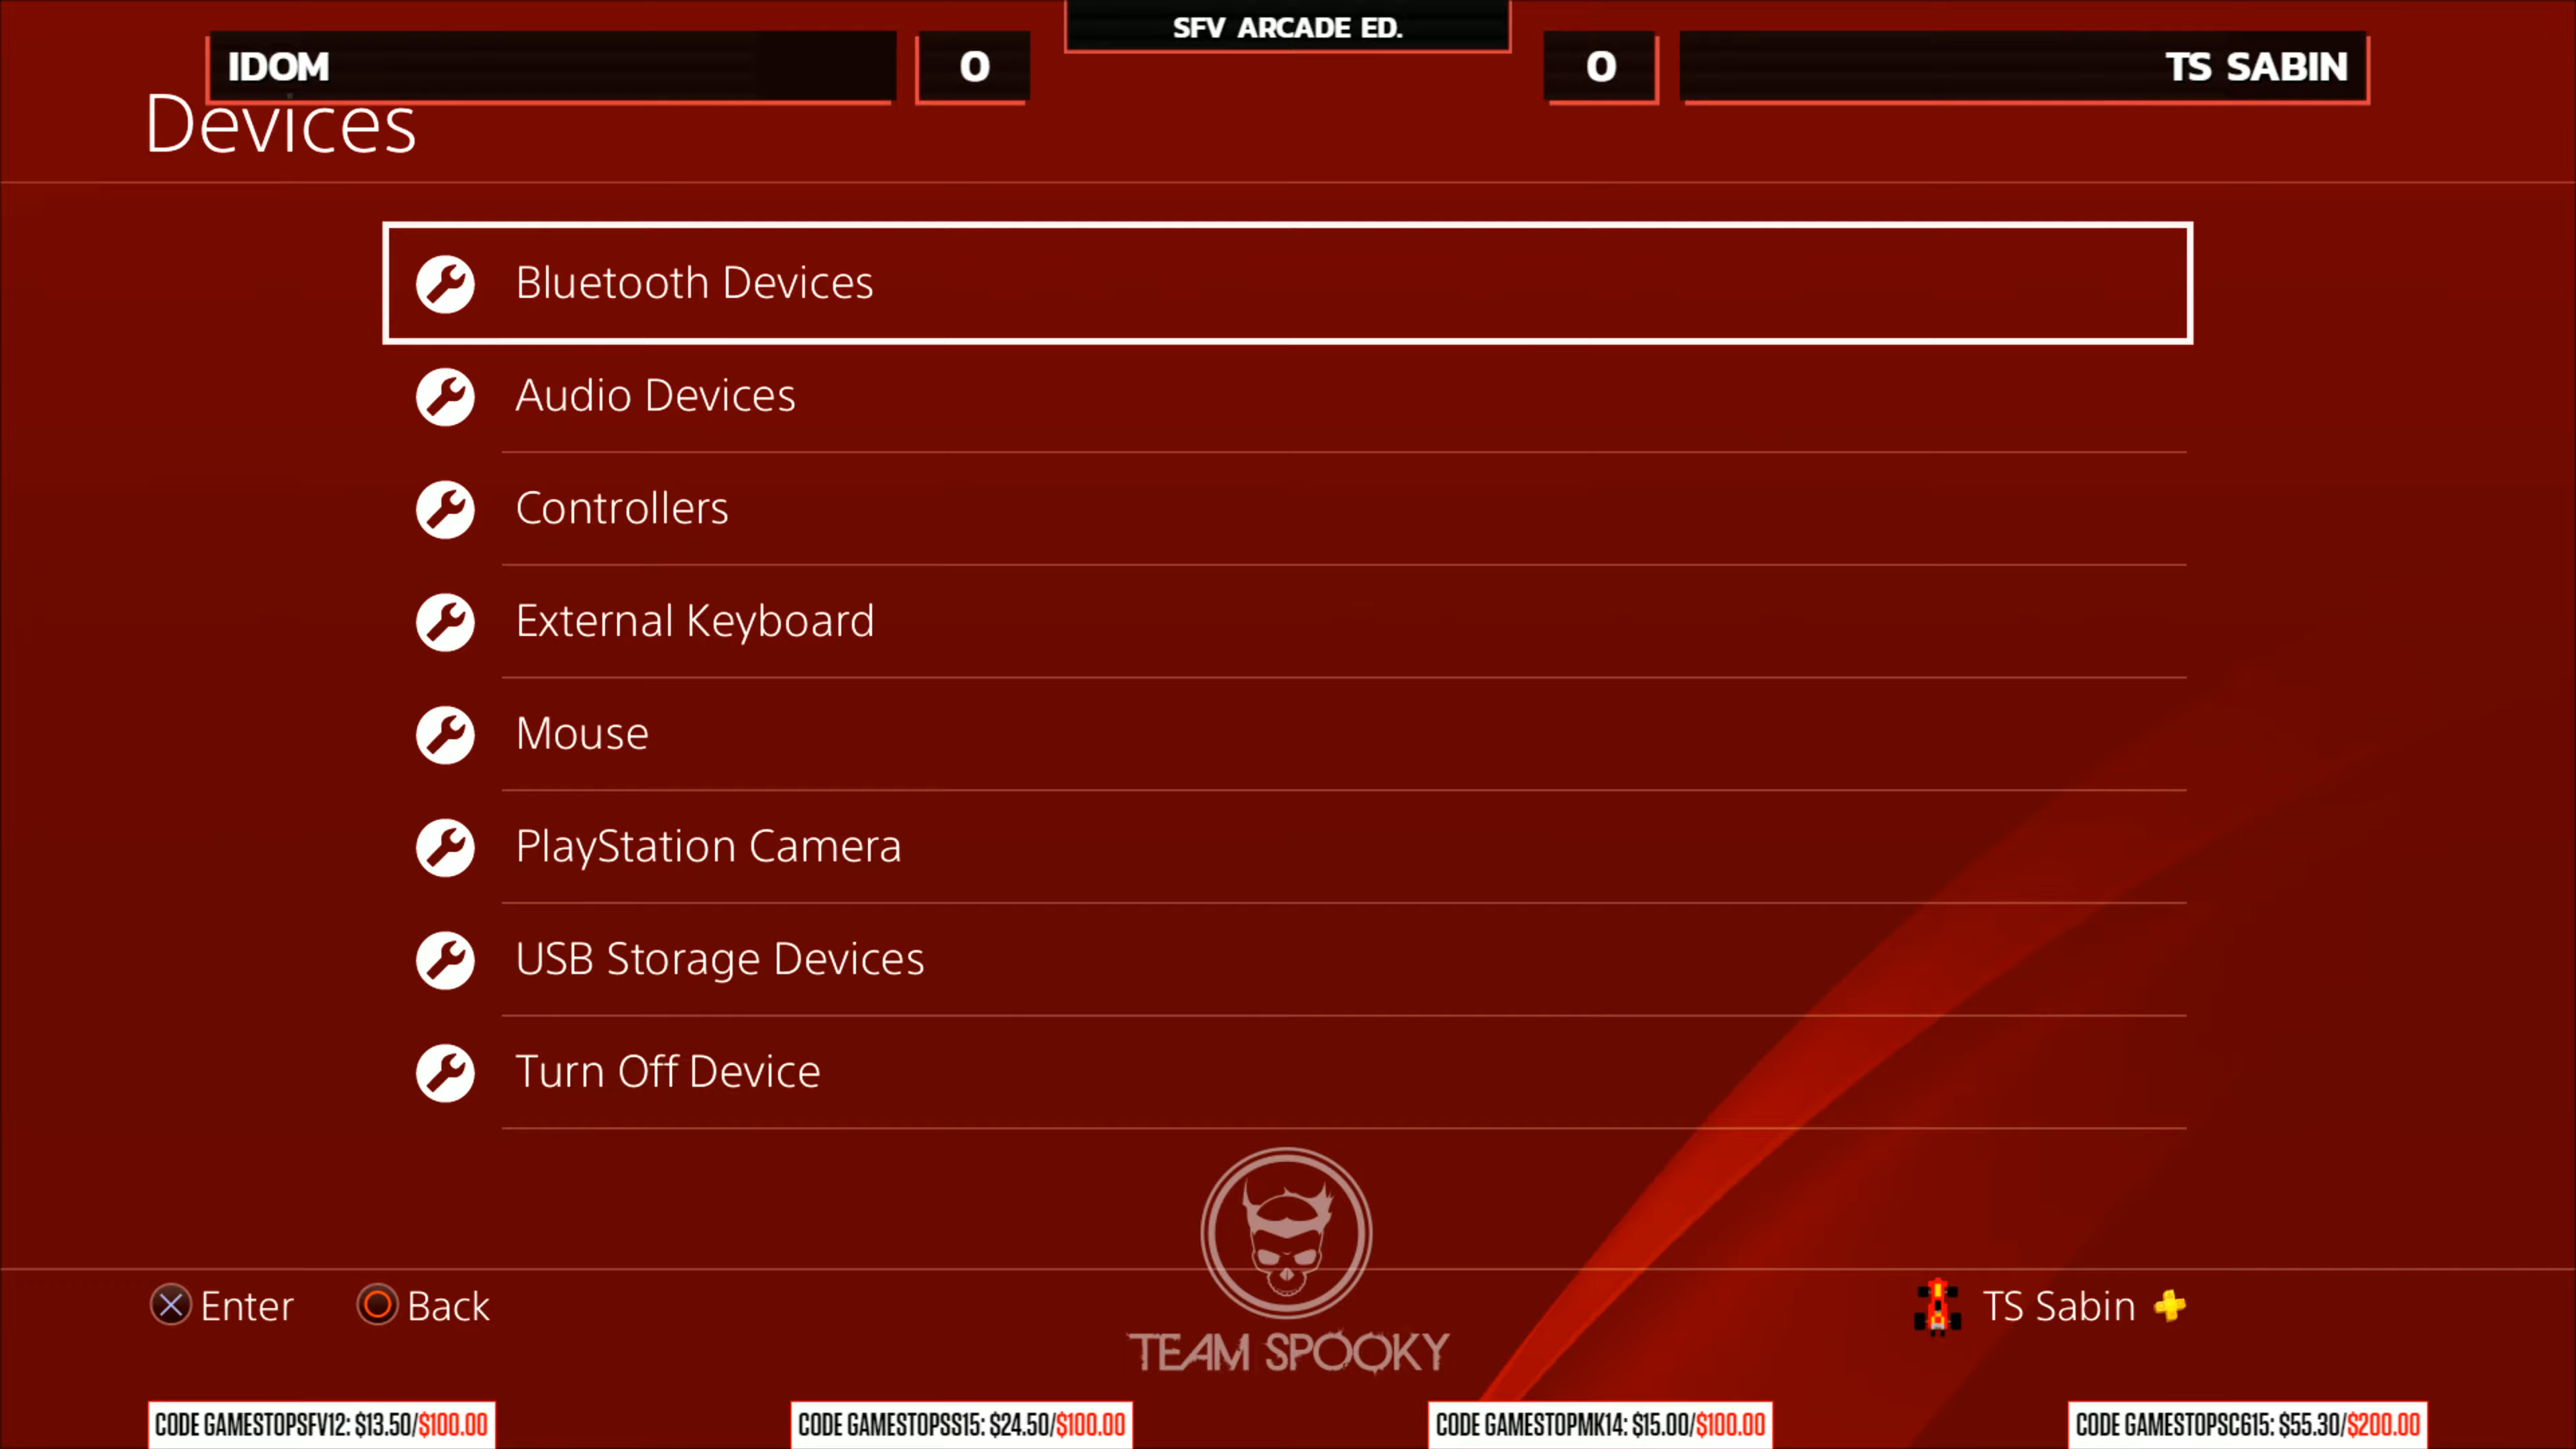 SFV ARCADE ED.
IDOM 0 0 TS SABIN
Devices
Bluetooth Devices
Audio Devices
Controllers
External Keyboard
Mouse
PlayStation Camera
USB Storage Devices
Turn Off Device
Enter Back TS Sabin
TEAM SPOOKY
CODE GAMESTOPSFV12: $13.50/$100.00 CODE GAMESTOPSS15: $24.50/$100.00 CODE GAMESTOPMK14: $15.00/$100.00 CODE GAMESTOPSC615: $55.30/$200.00